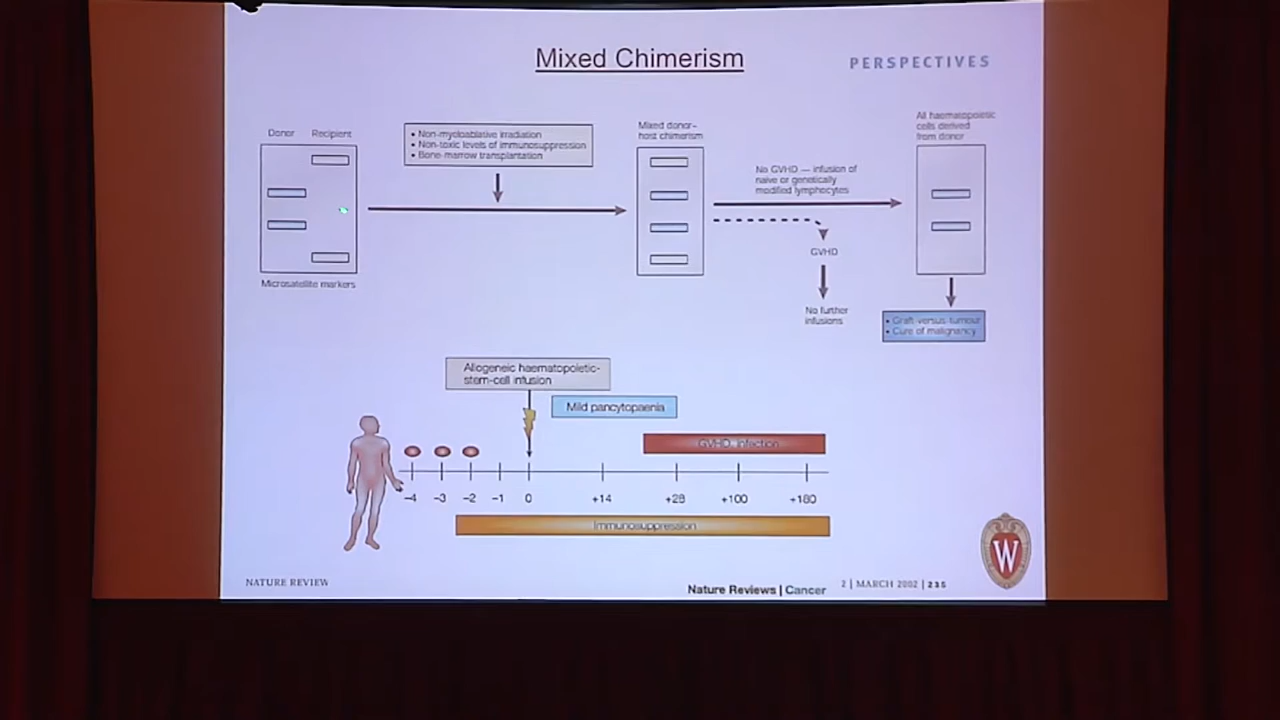 Mixed Chimerism
PERSPECTIVES
Donor
Recipient
Microsatellite markers
• Non-myeloablative irradiation
• Non-toxic levels of immunosuppression
• Bone-marrow transplantation
Mixed donor–
host chimerism
No GVHD — infusion of
naive or genetically
modified lymphocytes
GVHD
No further
infusions
All haematopoietic
cells derived
from donor
• Graft-versus-tumour
• Cure of malignancy
Allogeneic haematopoietic-
stem-cell infusion
Mild pancytopaenia
GVHD, infection
–4 –3 –2 –1 0 +14 +28 +100 +180
Immunosuppression
W
NATURE REVIEW
Nature Reviews | Cancer
2 | MARCH 2002 | 235